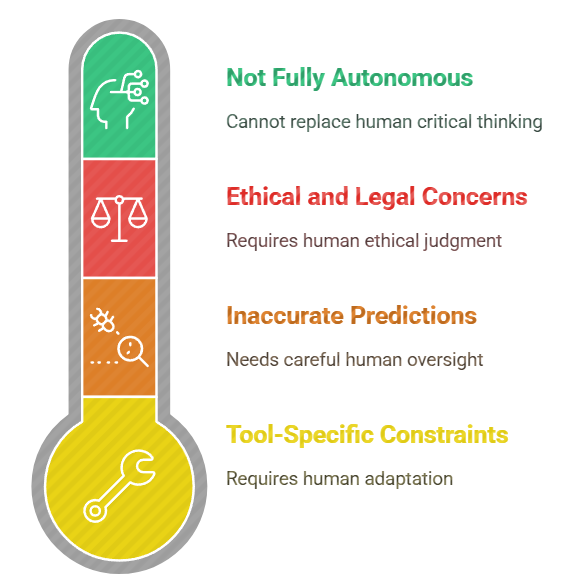 Not Fully Autonomous
Cannot replace human critical thinking
Ethical and Legal Concerns
Requires human ethical judgment
Inaccurate Predictions
Needs careful human oversight
Tool-Specific Constraints
Requires human adaptation